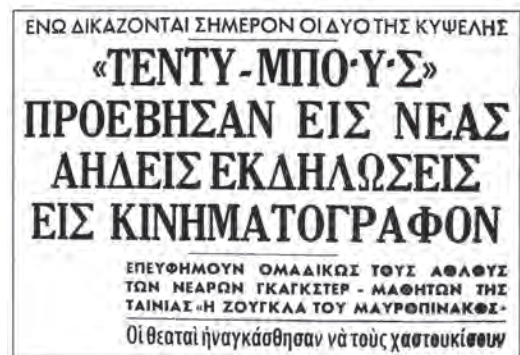 ΕΝΩ ΔΙΚΑΖΟΝΤΑΙ ΣΗΜΕΡΟΝ ΟΙ ΔΥΟ ΤΗΣ ΚΥΨΕΛΗΣ
«ΤΕΝΤΥ-ΜΠΟ·Υ·Σ»
ΠΡΟΕΒΗΣΑΝ ΕΙΣ ΝΕΑΣ
ΑΗΔΕΙΣ ΕΚΔΗΛΩΣΕΙΣ
ΕΙΣ ΚΙΝΗΜΑΤΟΓΡΑΦΟΝ
ΕΠΕΥΦΗΜΟΥΝ ΟΜΑΔΙΚΩΣ ΤΟΥΣ ΑΘΛΟΥΣ
ΤΩΝ ΝΕΑΡΩΝ ΓΚΑΓΚΣΤΕΡ - ΜΑΘΗΤΩΝ ΤΗΣ
ΤΑΙΝΙΑΣ «Η ΖΟΥΓΚΛΑ ΤΟΥ ΜΑΥΡΟΠΙΝΑΚΟΣ»
Οἱ θεαταὶ ἠναγκάσθησαν νὰ τοὺς χαστουκίσουν